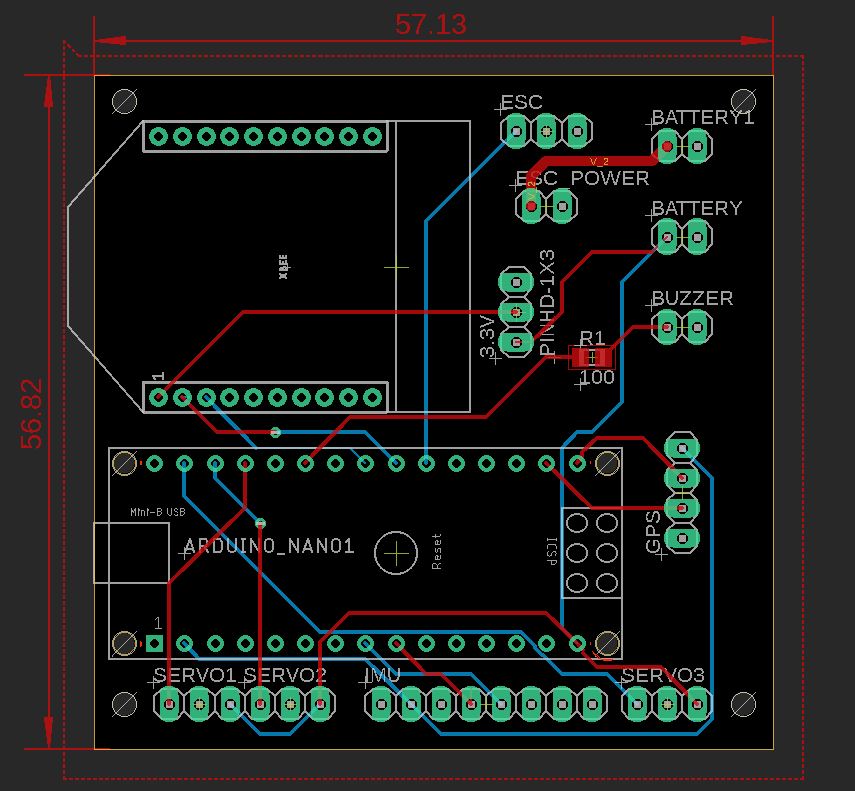 57.13
ESC
BATTERY1
V_2
ESC POWER
V_2
BATTERY
XBEE
PINHD-1X3
3.3V
BUZZER
R1
100
1
56.82
Mini-B USB
ARDUINO_NANO1
Reset
ICSP
GPS
1
SERVO1
SERVO2
IMU
SERVO3